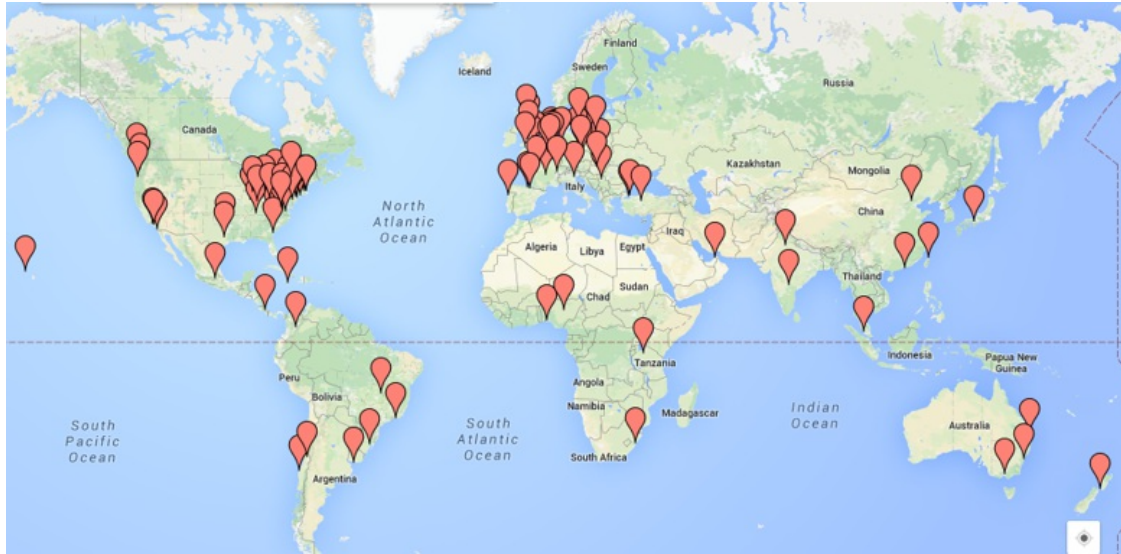 Finland
Sweden
Iceland
Russia
Canada
Kazakhstan
Mongolia
Italy
North
Atlantic
Ocean
China
Iraq
Algeria
Libya
Egypt
Thailand
Sudan
Chad
Indonesia
Papua New
Guinea
Tanzania
Peru
Angola
Bolivia
Namibia
Madagascar
Indian
Ocean
South
Pacific
Ocean
South
Atlantic
Ocean
Australia
South Africa
Argentina